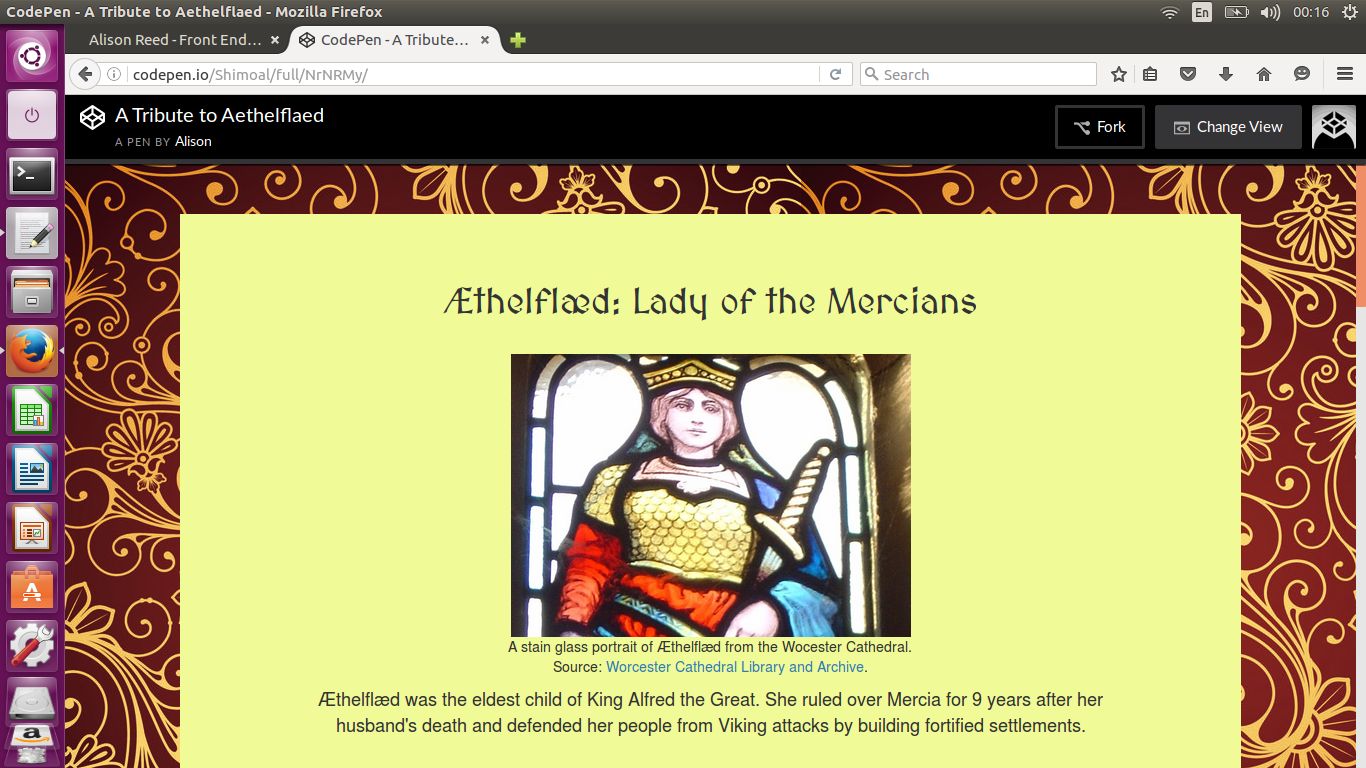 CodePen - A Tribute to Aethelflaed - Mozilla Firefox
En
00:16
Alison Reed - Front End...
CodePen - A Tribute...
codepen.io/Shimoal/full/NrNRMy/
Search
A Tribute to Aethelflaed
A PEN BY Alison
Fork
Change View
Æthelflæd: Lady of the Mercians
A stain glass portrait of Æthelflæd from the Wocester Cathedral.
Source: Worcester Cathedral Library and Archive.
Æthelflæd was the eldest child of King Alfred the Great. She ruled over Mercia for 9 years after her
husband's death and defended her people from Viking attacks by building fortified settlements.